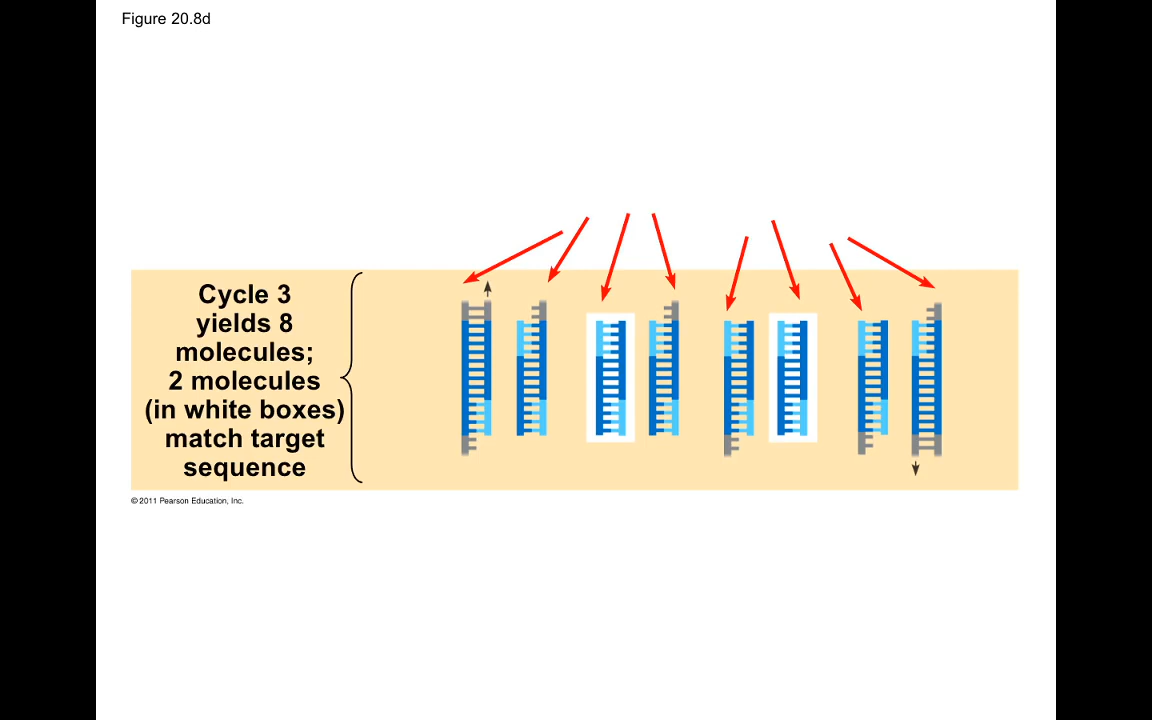 Figure 20.8d
Cycle 3
yields 8
molecules;
2 molecules
(in white boxes)
match target
sequence
© 2011 Pearson Education, Inc.